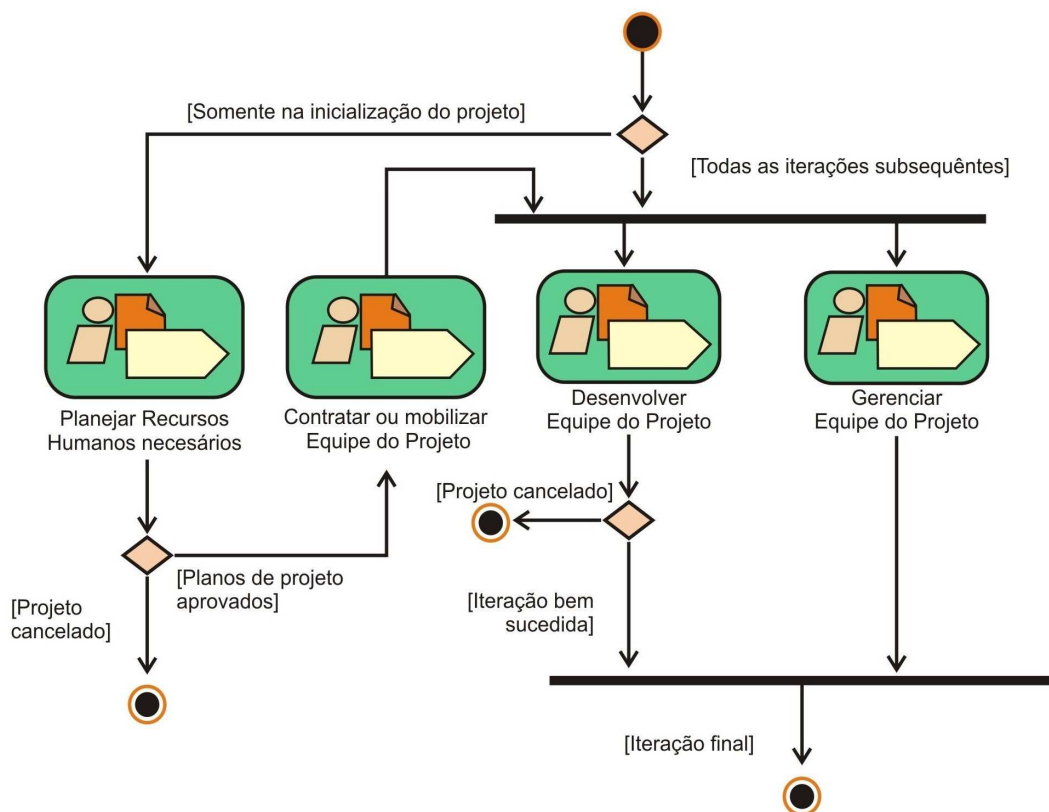 [Somente na inicialização do projeto]
[Todas as iterações subsequêntes]
Planejar Recursos
Humanos necesários
Contratar ou mobilizar
Equipe do Projeto
Desenvolver
Equipe do Projeto
Gerenciar
Equipe do Projeto
[Projeto cancelado]
[Planos de projeto
aprovados]
[Projeto
cancelado]
[Iteração bem
sucedida]
[Iteração final]